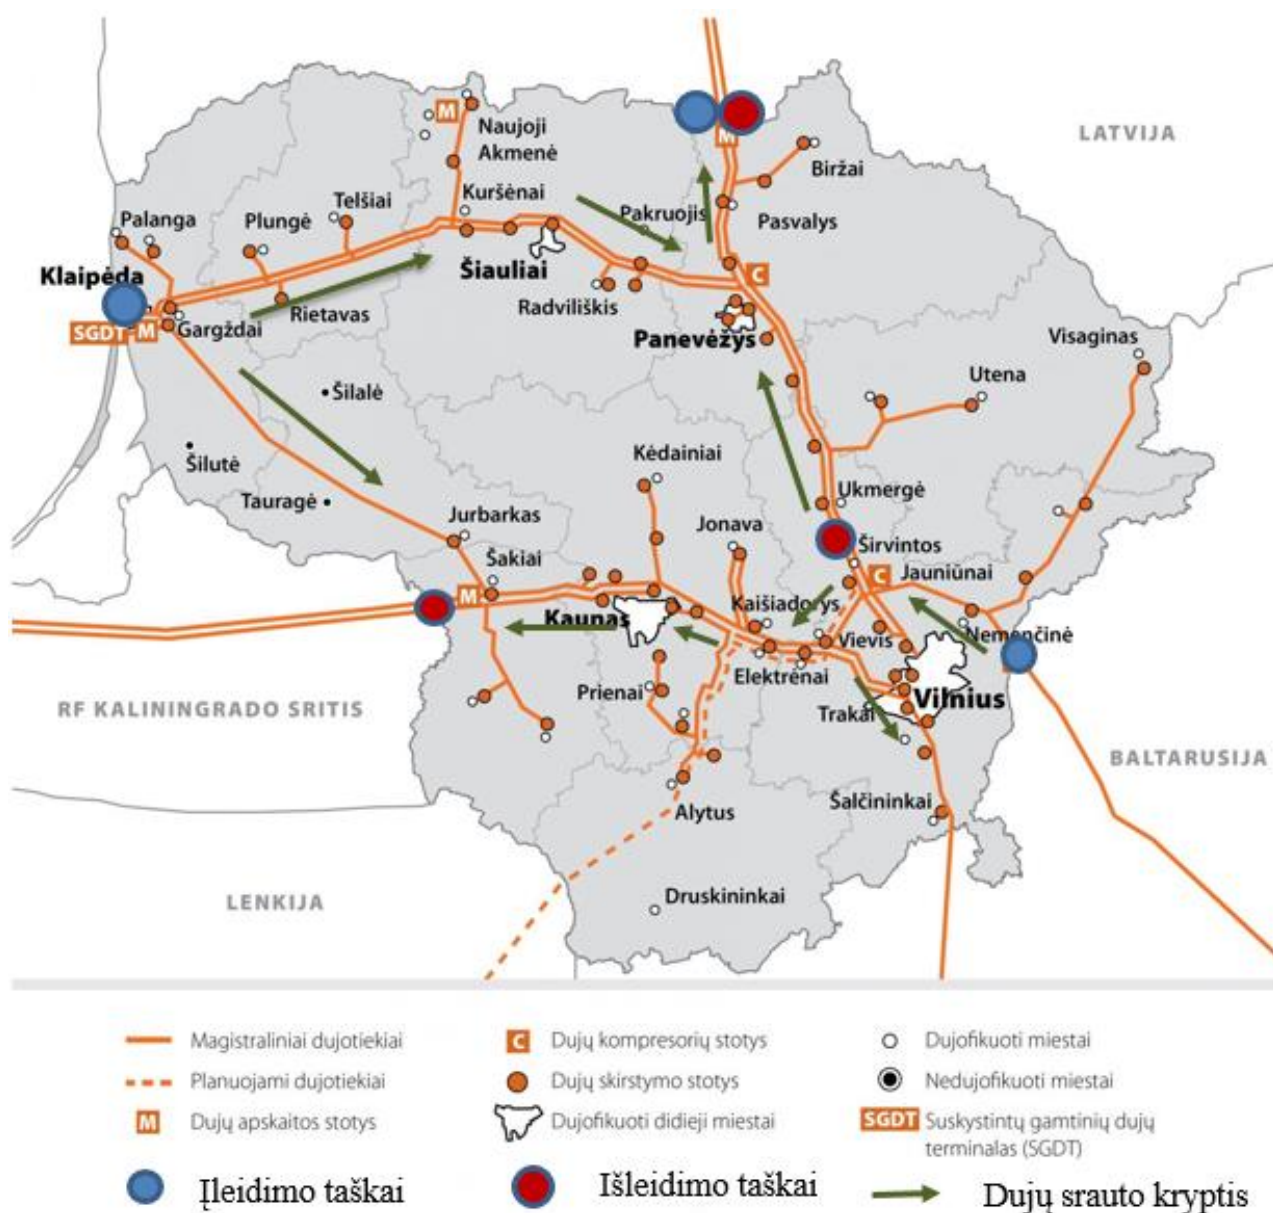 LATVIJA
M
Naujoji
Akmenė
M
Biržai
Telšiai
Kuršėnai
Palanga
Plungė
Pakruojis
Pasvalys
Klaipėda
Šiauliai
C
Radviliškis
Rietavas
Gargždai
SGDT
M
Panevėžys
Visaginas
Utena
Šilalė
Šilutė
Kėdainiai
Tauragė
Ukmergė
Jurbarkas
Jonava
Širvintos
Šakiai
C
Jauniūnai
M
Kaunas
Kaišiadorys
Vievis
Nemenčinė
Elektrėnai
Prienai
Vilnius
Trakai
RF KALININGRADO SRITIS
BALTARUSIJA
Alytus
Šalčininkai
LENKIJA
Druskininkai
Magistraliniai dujotiekiai
C Dujų kompresorių stotys
Dujofikuoti miestai
Planuojami dujotiekiai
Dujų skirstymo stotys
Nedujofikuoti miestai
M Dujų apskaitos stotys
Dujofikuoti didieji miestai
SGDT Suskystintų gamtinių dujų
terminalas (SGDT)
Įleidimo taškai
Išleidimo taškai
Dujų srauto kryptis